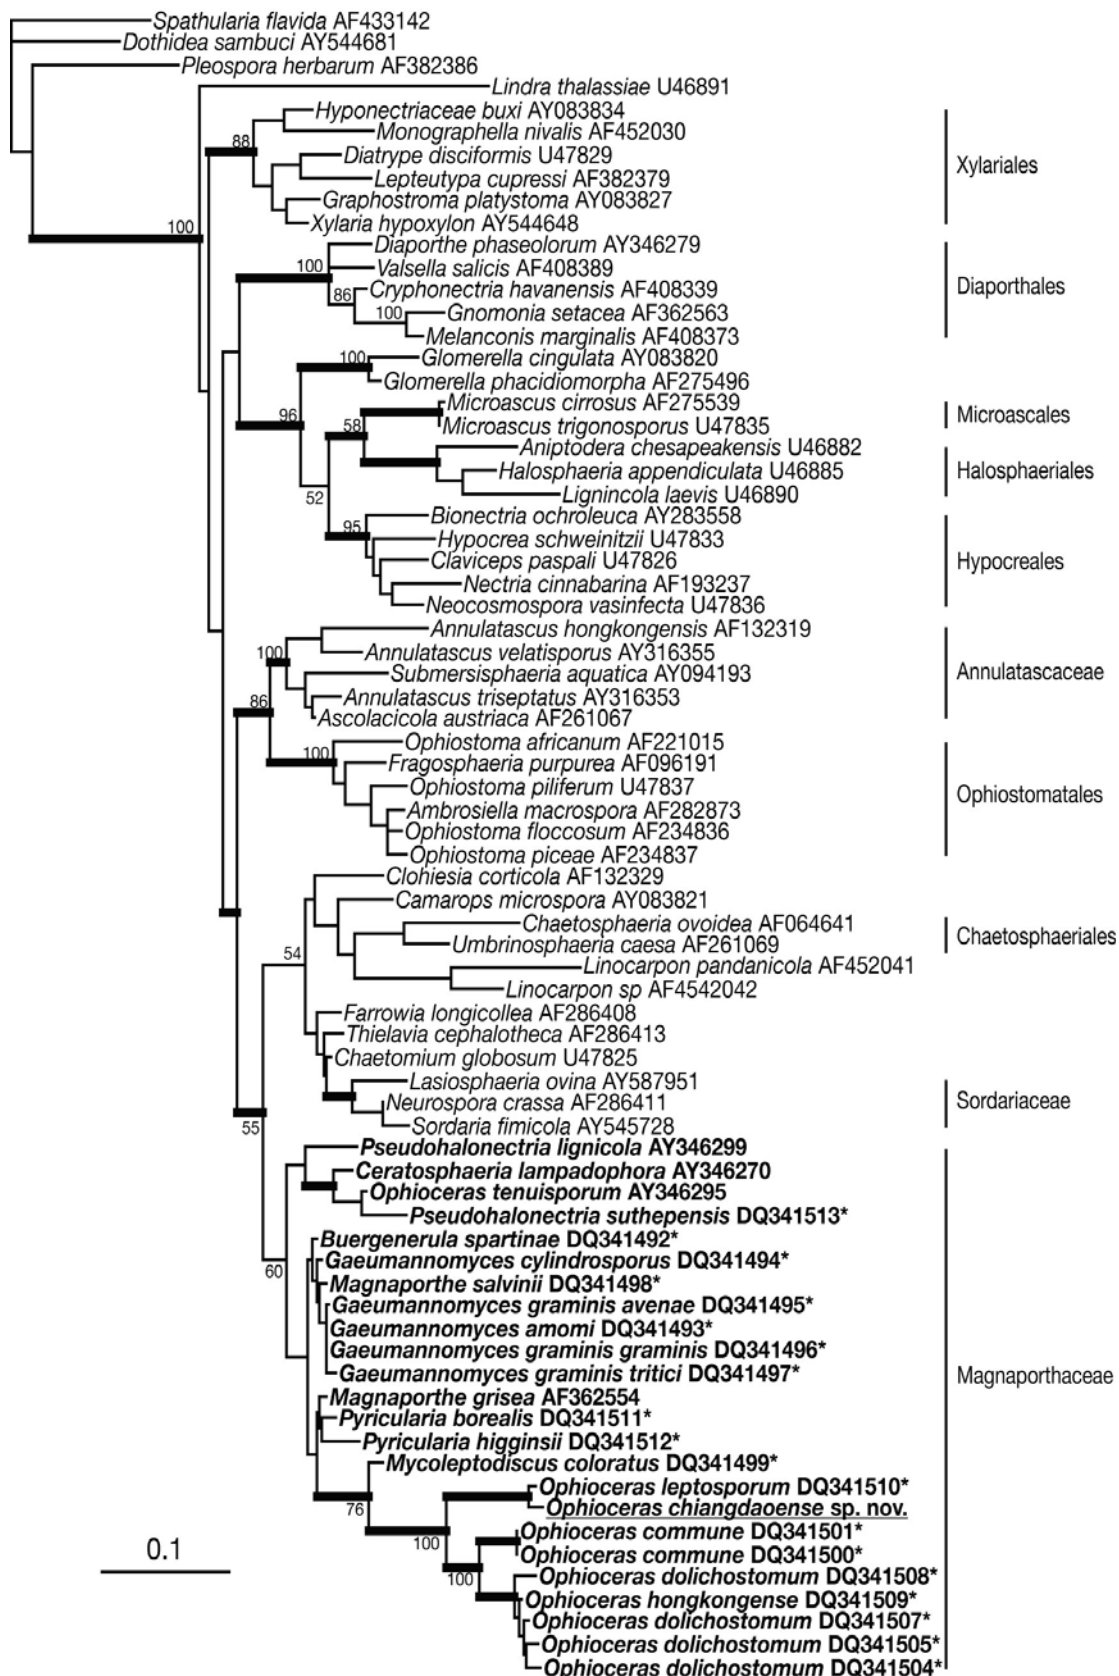 Spathularia flavida AF433142
Dothidea sambuci AY544681
Pleospora herbarum AF382386
Lindra thalassiae U46891
Hyponectriaceae buxi AY083834
Monographella nivalis AF452030
88
Diatrype disciformis U47829
Lepteutypa cupressi AF382379
Xylariales
Graphostroma platystoma AY083827
Xylaria hypoxylon AY544648
100
Diaporthe phaseolorum AY346279
100
Valsella salicis AF408389
Cryphonectria havanensis AF408339
Diaporthales
86
Gnomonia setacea AF362563
100
Melanconis marginalis AF408373
Glomerella cingulata AY083820
100
Glomerella phacidiomorpha AF275496
Microascus cirrosus AF275539
Microascales
96
Microascus trigonosporus U47835
58
Aniptodera chesapeakensis U46882
Halosphaeria appendiculata U46885
Halosphaeriales
Lignincola laevis U46890
52
Bionectria ochroleuca AY283558
95
Hypocrea schweinitzii U47833
Claviceps paspali U47826
Hypocreales
Nectria cinnabarina AF193237
Neocosmospora vasinfecta U47836
Annulatascus hongkongensis AF132319
100
Annulatascus velatisporus AY316355
Submersisphaeria aquatica AY094193
Annulatascaceae
Annulatascus triseptatus AY316353
86
Ascolacicola austriaca AF261067
Ophiostoma africanum AF221015
100
Fragosphaeria purpurea AF096191
Ophiostoma piliferum U47837
Ophiostomatales
Ambrosiella macrospora AF282873
Ophiostoma floccosum AF234836
Ophiostoma piceae AF234837
Clohiesia corticola AF132329
Camarops microspora AY083821
Chaetosphaeria ovoidea AF064641
Chaetosphaeriales
Umbrinosphaeria caesa AF261069
54
Linocarpon pandanicola AF452041
Linocarpon sp AF4542042
Farrowia longicollea AF286408
Thielavia cephalotheca AF286413
Chaetomium globosum U47825
Lasiosphaeria ovina AY587951
Neurospora crassa AF286411
Sordariaceae
Sordaria fimicola AY545728
55
Pseudohalonectria lignicola AY346299
Ceratosphaeria lampadophora AY346270
Ophioceras tenuisporum AY346295
Pseudohalonectria suthepensis DQ341513*
Buergenerula spartinae DQ341492*
Gaeumannomyces cylindrosporus DQ341494*
60
Magnaporthe salvinii DQ341498*
Gaeumannomyces graminis avenae DQ341495*
Gaeumannomyces amomi DQ341493*
Gaeumannomyces graminis graminis DQ341496*
Gaeumannomyces graminis tritici DQ341497*
Magnaporthaceae
Magnaporthe grisea AF362554
Pyricularia borealis DQ341511*
Pyricularia higginsii DQ341512*
Mycoleptodiscus coloratus DQ341499*
Ophioceras leptosporum DQ341510*
76
Ophioceras chiangdaoense sp. nov.
Ophioceras commune DQ341501*
100
Ophioceras commune DQ341500*
0.1
Ophioceras dolichostomum DQ341508*
100
Ophioceras hongkongense DQ341509*
Ophioceras dolichostomum DQ341507*
Ophioceras dolichostomum DQ341505*
Ophioceras dolichostomum DQ341504*